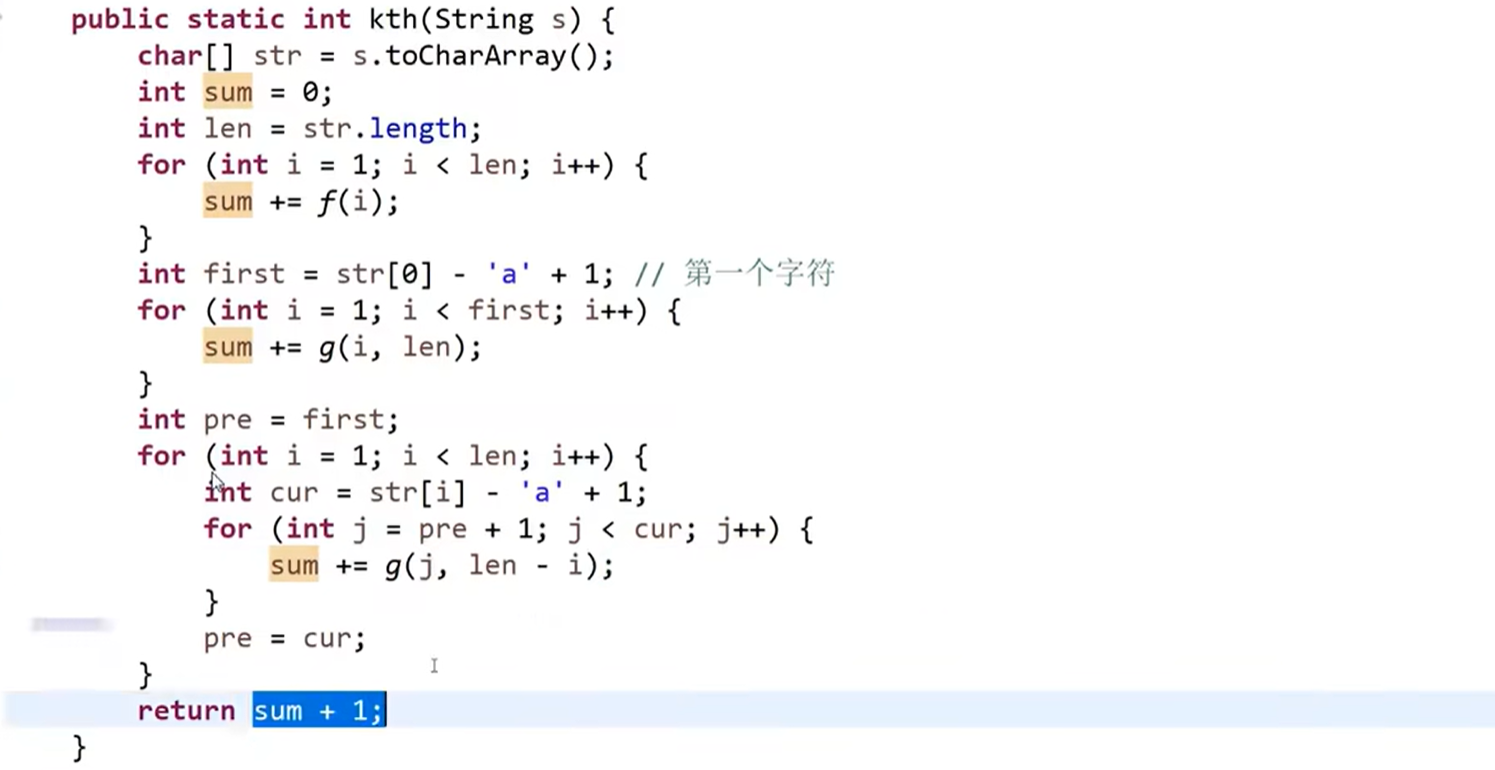 public static int kth(String s) {
char[] str = s.toCharArray();
int sum = 0;
int len = str.length;
for (int i = 1; i < len; i++) {
sum += f(i);
}
int first = str[0] - 'a' + 1; // 第一个字符
for (int i = 1; i < first; i++) {
sum += g(i, len);
}
int pre = first;
for (int i = 1; i < len; i++) {
int cur = str[i] - 'a' + 1;
for (int j = pre + 1; j < cur; j++) {
sum += g(j, len - i);
}
pre = cur;
}
return sum + 1;
}